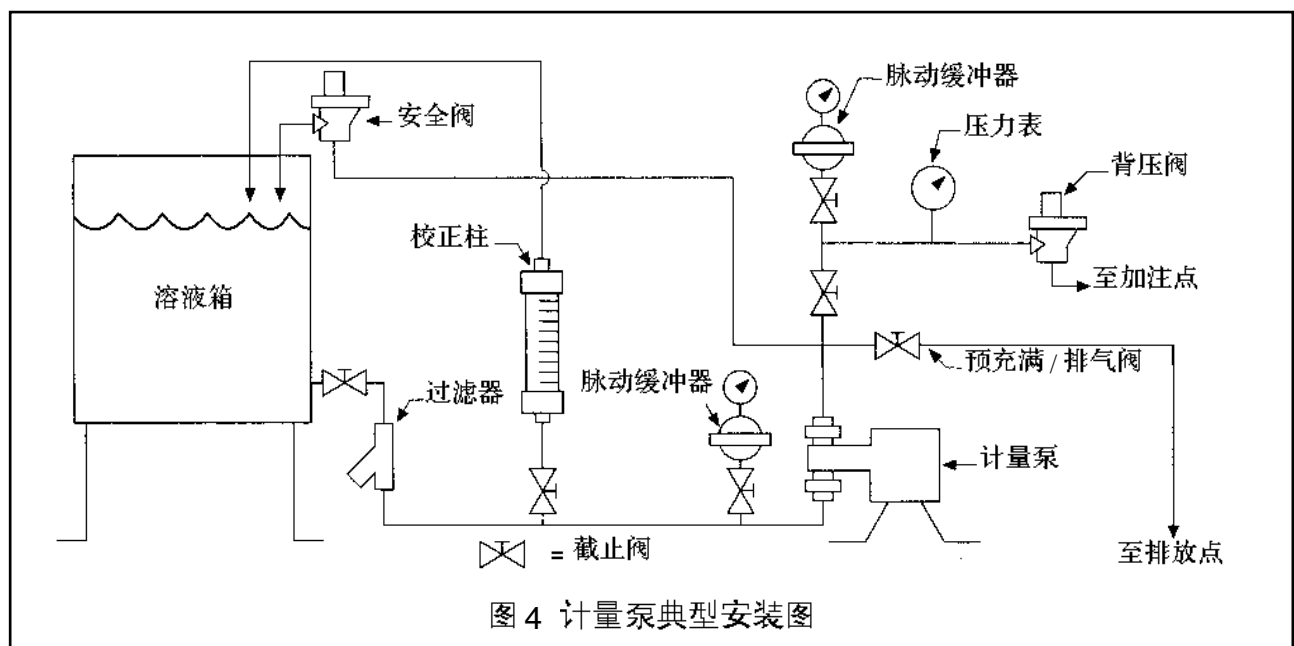 脉动缓冲器
安全阀
压力表
背压阀
校正柱
溶液箱
至加注点
预充满/排气阀
过滤器
脉动缓冲器
计量泵
= 截止阀
至排放点
图 4 计量泵典型安装图